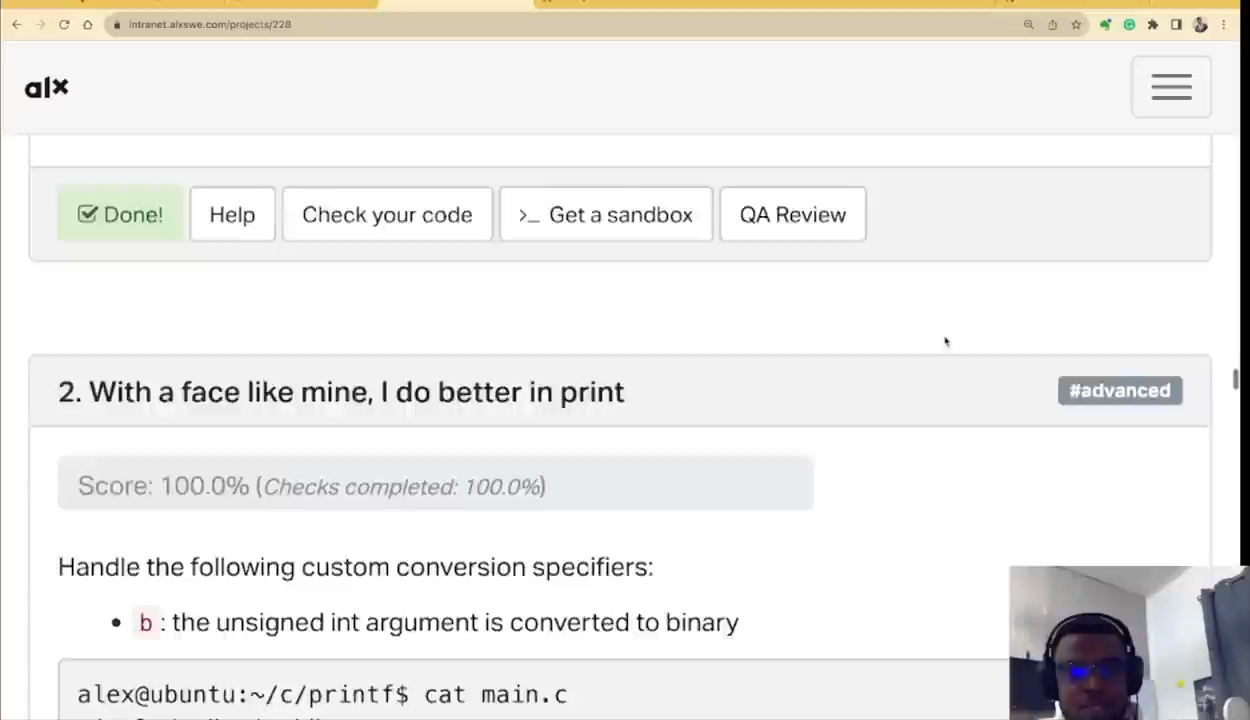 intranet.alxswe.com/projects/228
alx
Done!
Help
Check your code
>_ Get a sandbox
QA Review
2. With a face like mine, I do better in print
#advanced
Score: 100.0% (Checks completed: 100.0%)
Handle the following custom conversion specifiers:
• b : the unsigned int argument is converted to binary
alex@ubuntu:~/c/printf$ cat main.c